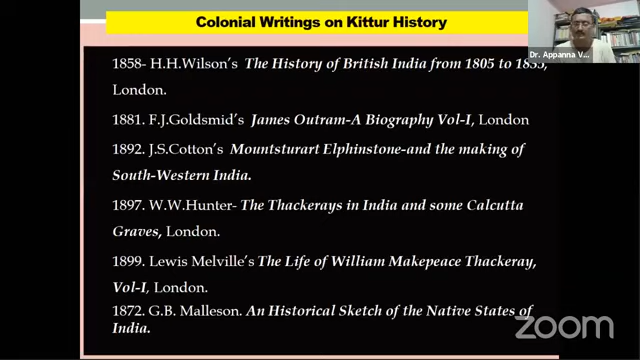 Colonial Writings on Kittur History
Dr. Appanna V...
1858- H.H.Wilson's The History of British India from 1805 to 1835,
London.
1881. F.J.Goldsmid's James Outram-A Biography Vol-I, London
1892. J.S.Cotton's Mountsturart Elphinstone-and the making of
South-Western India.
1897. W.W.Hunter- The Thackerays in India and some Calcutta
Graves, London.
1899. Lewis Melville's The Life of William Makepeace Thackeray,
Vol-I, London.
1872. G.B. Malleson. An Historical Sketch of the Native States of
India.
zoom